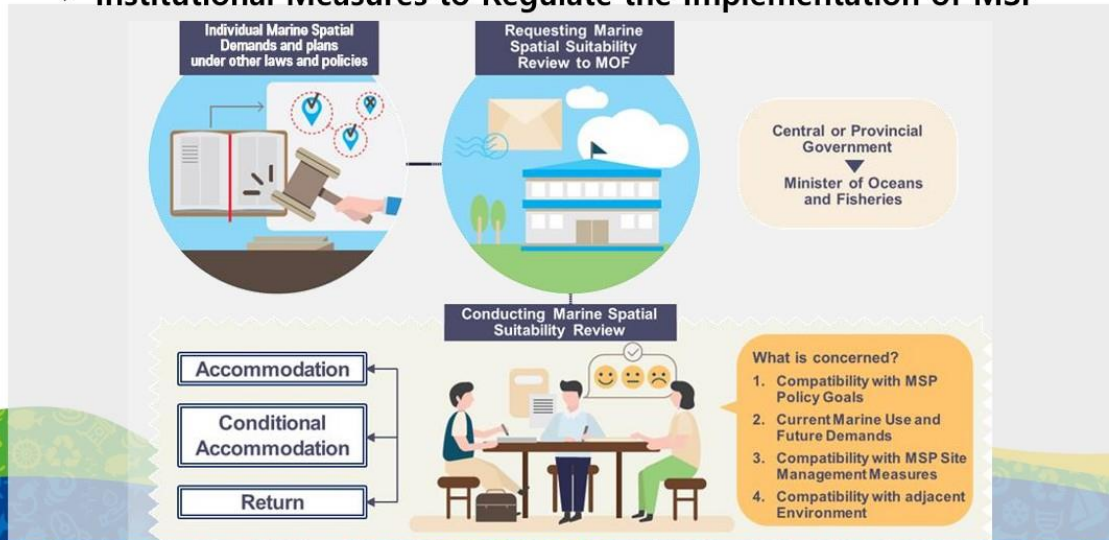 Institutional Measures to Regulate the Implementation of MSP
Individual Marine Spatial
Demands and plans
under other laws and policies
Requesting Marine
Spatial Suitability
Review to MOF
Central or Provincial
Government
Minister of Oceans
and Fisheries
Conducting Marine Spatial
Suitability Review
Accommodation
Conditional
Accommodation
Return
What is concerned?
1. Compatibility with MSP
Policy Goals
2. Current Marine Use and
Future Demands
3. Compatibility with MSP Site
Management Measures
4. Compatibility with adjacent
Environment